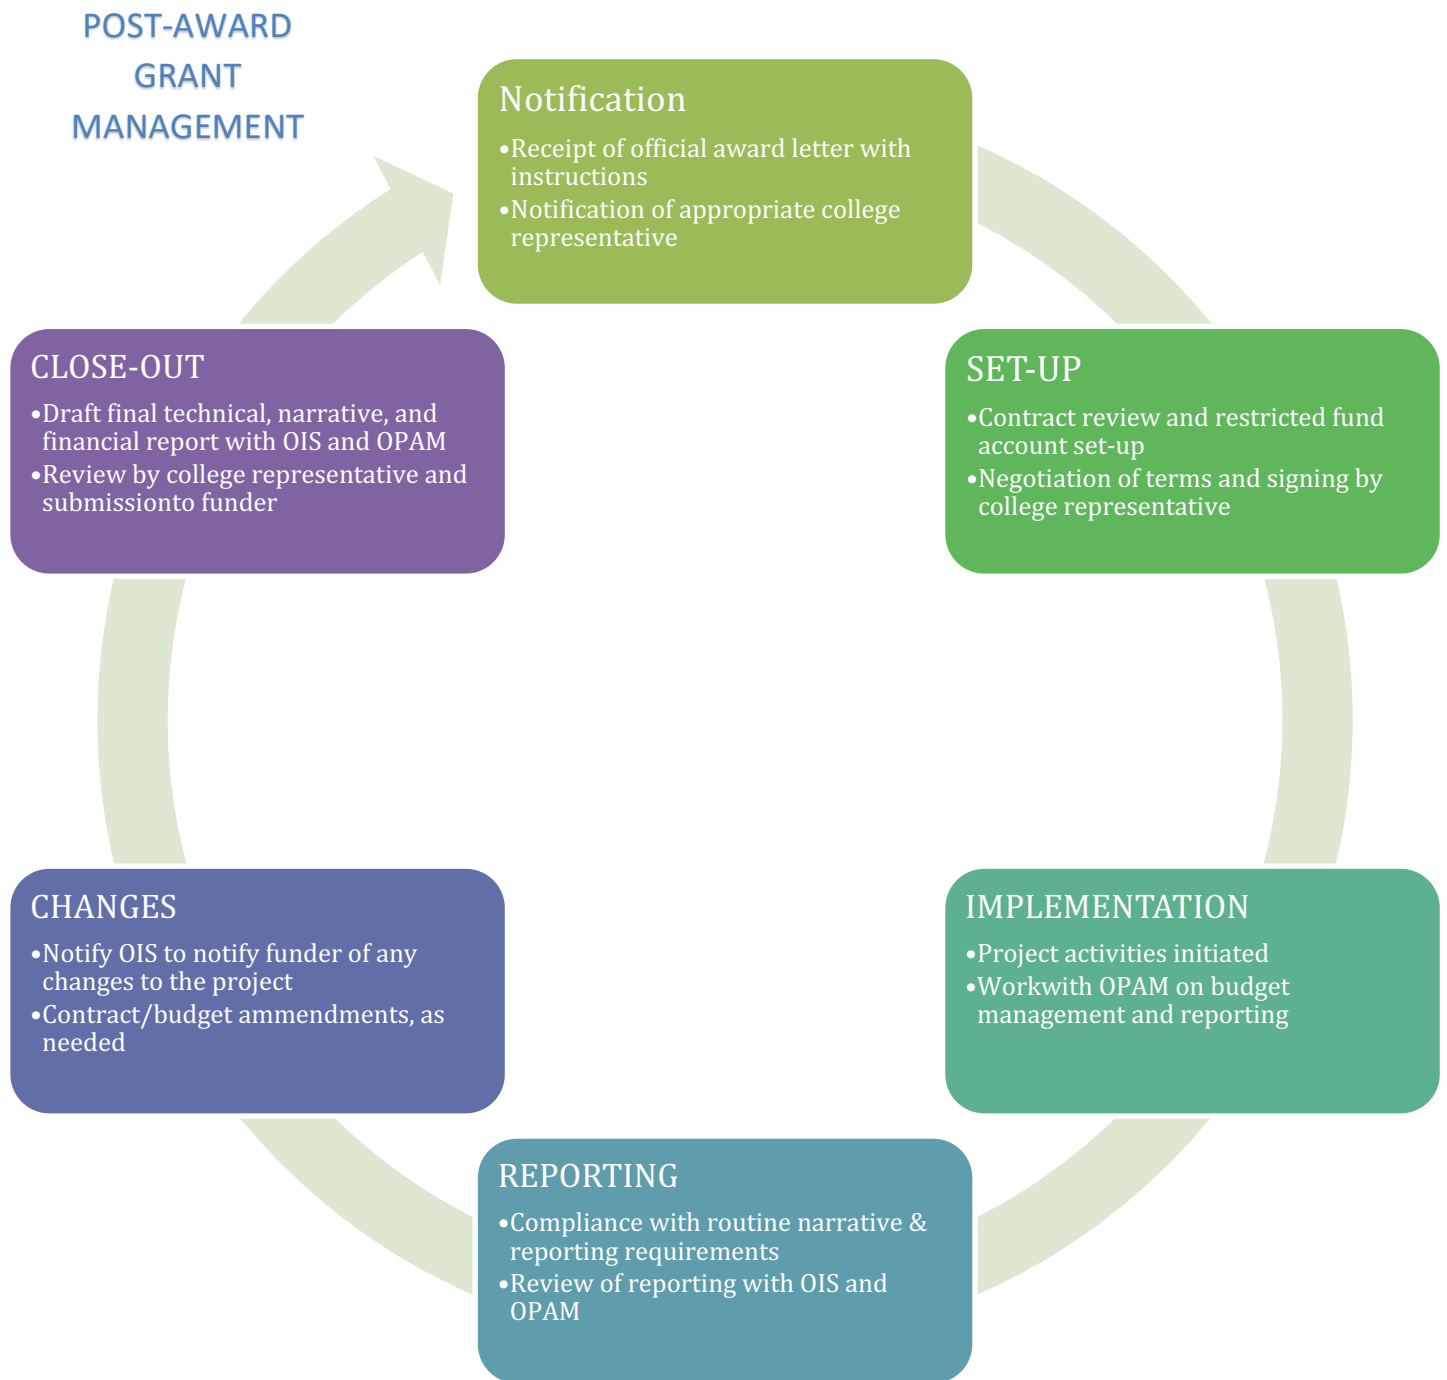 POST-AWARD
GRANT
MANAGEMENT
Notification
•Receipt of official award letter with
instructions
•Notification of appropriate college
representative
SET-UP
•Contract review and restricted fund
account set-up
•Negotiation of terms and signing by
college representative
IMPLEMENTATION
•Project activities initiated
•Workwith OPAM on budget
management and reporting
REPORTING
•Compliance with routine narrative &
reporting requirements
•Review of reporting with OIS and
OPAM
CHANGES
•Notify OIS to notify funder of any
changes to the project
•Contract/budget ammendments, as
needed
CLOSE-OUT
•Draft final technical, narrative, and
financial report with OIS and OPAM
•Review by college representative and
submissionto funder